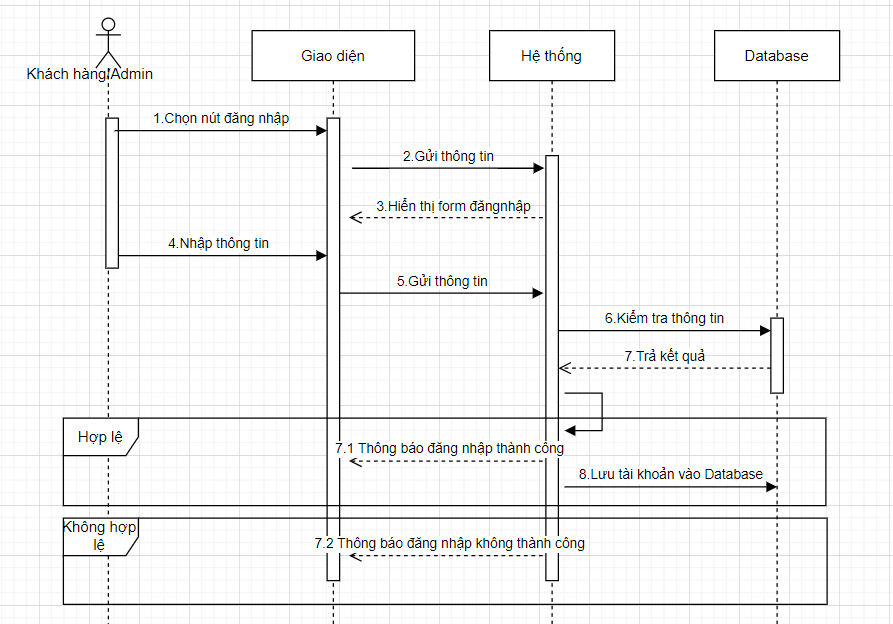 Khách hàng/Admin
Giao diện
Hệ thống
Database
1.Chọn nút đăng nhập
2.Gửi thông tin
3.Hiển thị form đăngnhập
4.Nhập thông tin
5.Gửi thông tin
6.Kiểm tra thông tin
7.Trả kết quả
Hợp lệ
7.1 Thông báo đăng nhập thành công
8.Lưu tài khoản vào Database
Không hợp
lệ
7.2 Thông báo đăng nhập không thành công